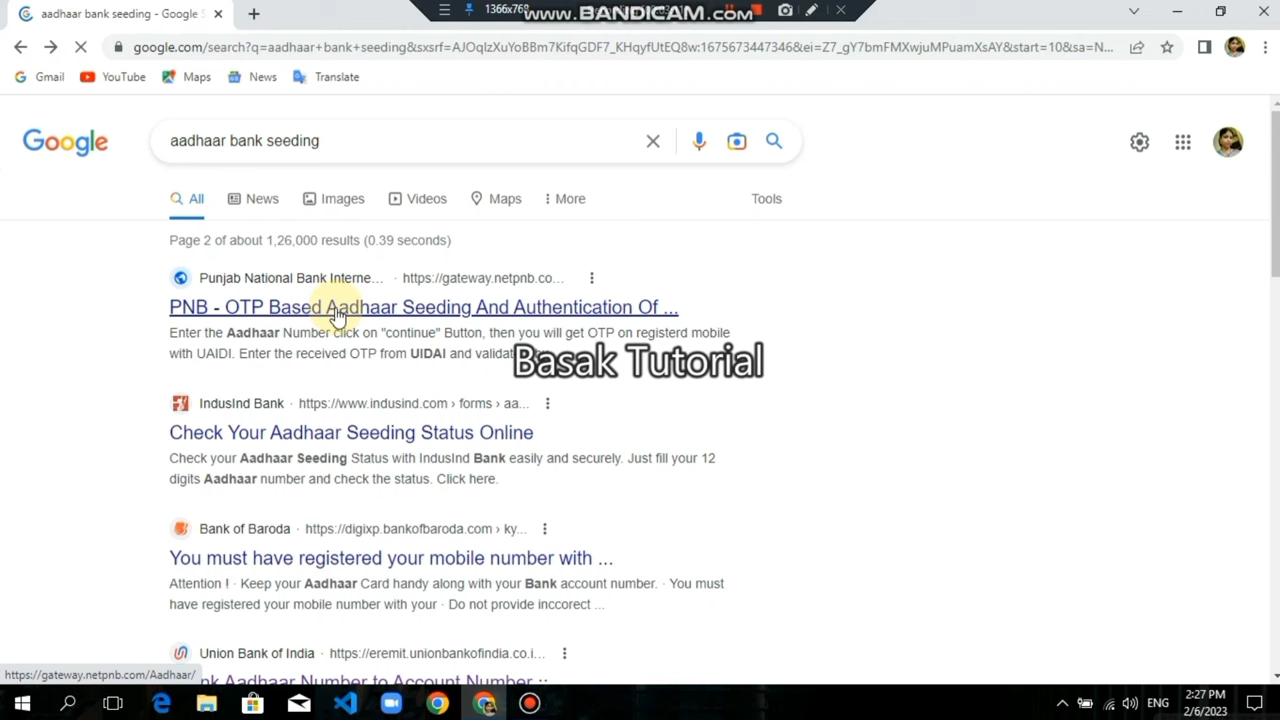 1366x768
www.BANDICAM.com
aadhaar bank seeding - Google S
google.com/search?q=aadhaar+bank+seeding&sxsrf=AJOqlzXuYoBBm7KifqGDF7_KHqyfUtEQ8w:1675673447346&ei=Z7_gY7bmFMXwjuMPuamXsAY&start=10&sa=N...
Gmail
YouTube
Maps
News
Translate
Google
aadhaar bank seeding
All
News
Images
Videos
Maps
More
Tools
Page 2 of about 1,26,000 results (0.39 seconds)
Punjab National Bank Interne... · https://gateway.netpnb.co...
PNB - OTP Based Aadhaar Seeding And Authentication Of ...
Enter the Aadhaar Number click on "continue" Button, then you will get OTP on registerd mobile
with UAIDI. Enter the received OTP from UIDAI and
Basak Tutorial
IndusInd Bank · https://www.indusind.com › forms › aa...
Check Your Aadhaar Seeding Status Online
Check your Aadhaar Seeding Status with IndusInd Bank easily and securely. Just fill your 12
digits Aadhaar number and check the status. Click here.
Bank of Baroda · https://digixp.bankofbaroda.com › ky...
You must have registered your mobile number with ...
Attention ! · Keep your Aadhaar Card handy along with your Bank account number. · You must
have registered your mobile number with your · Do not provide inccorect ...
Union Bank of India · https://eremit.unionbankofindia.co.i...
Aadhaar Number to Account Number ::
https://gateway.netpnb.com/Aadhaar/
ENG
2:27 PM
2/6/2023